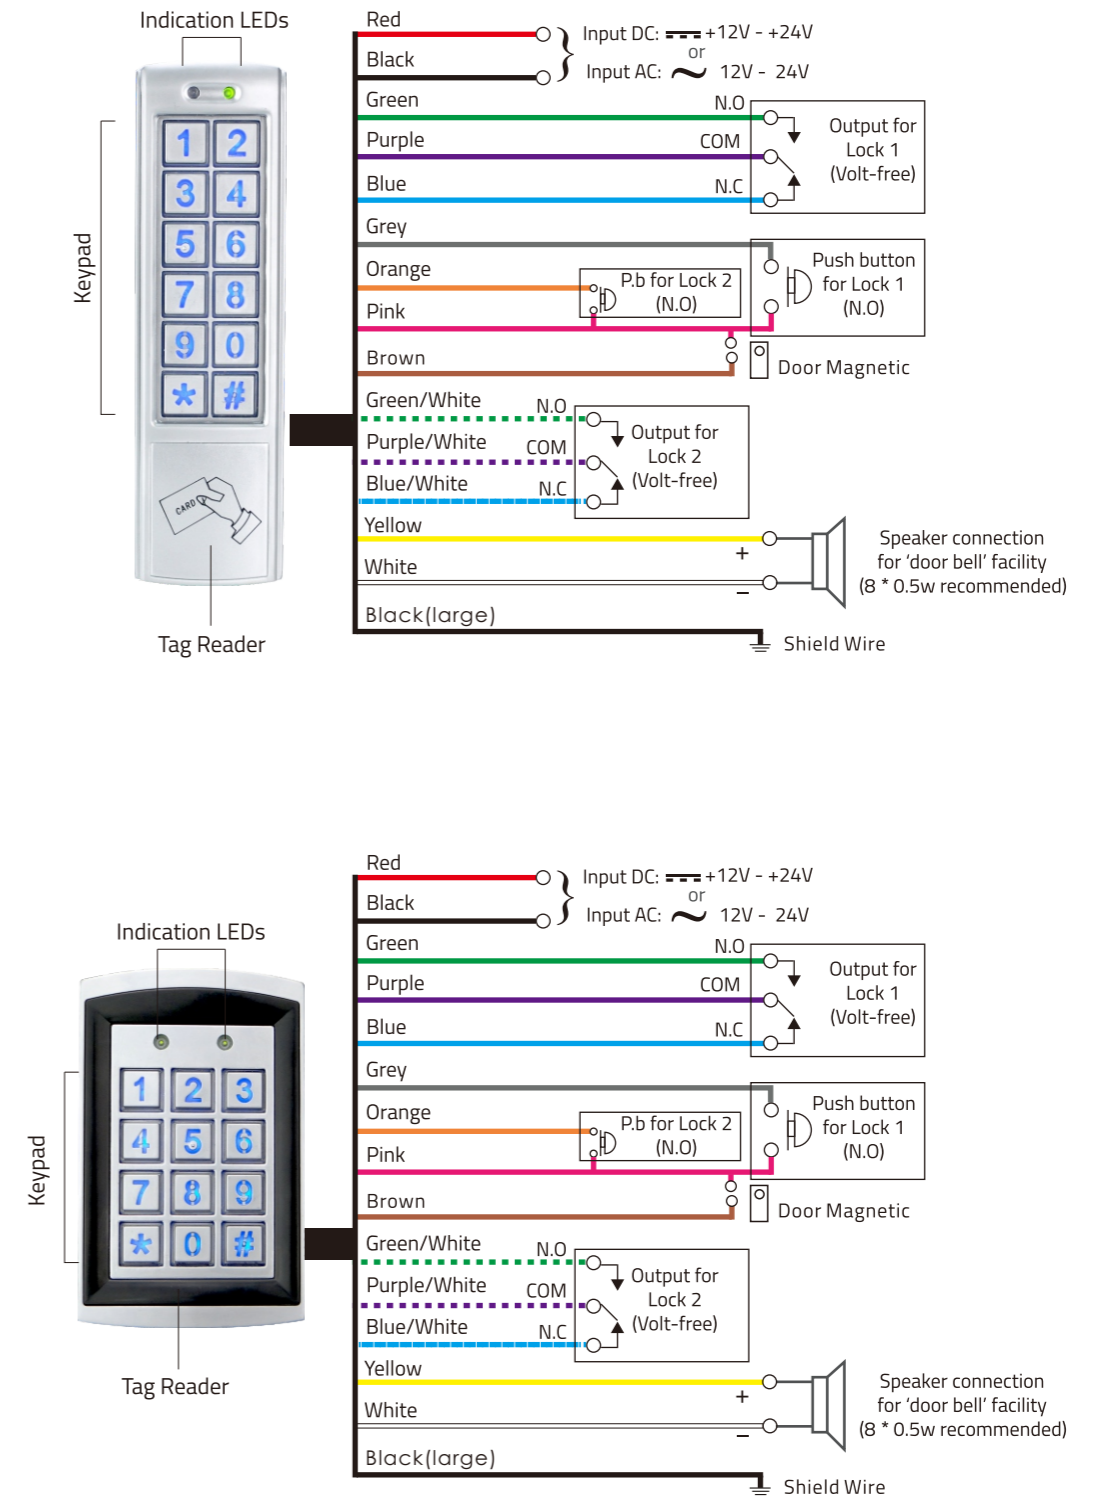 Indication LEDs
Red
Input DC: +12V - +24V
or
Black
Input AC: 12V - 24V
Green
N.O
Purple
COM
Blue
N.C
Output for
Lock 1
(Volt-free)
Grey
Orange
P.b for Lock 2
(N.O)
Push button
for Lock 1
(N.O)
Pink
Brown
Door Magnetic
Green/White
N.O
Purple/White
COM
Blue/White
N.C
Output for
Lock 2
(Volt-free)
Yellow
+
White
–
Speaker connection
for ‘door bell’ facility
(8 * 0.5w recommended)
Black(large)
Shield Wire
Keypad
1 2
3 4
5 6
7 8
9 0
* #
CARD
Tag Reader
Red
Input DC: +12V - +24V
or
Black
Input AC: 12V - 24V
Green
N.O
Purple
COM
Blue
N.C
Output for
Lock 1
(Volt-free)
Grey
Orange
P.b for Lock 2
(N.O)
Push button
for Lock 1
(N.O)
Pink
Brown
Door Magnetic
Green/White
N.O
Purple/White
COM
Blue/White
N.C
Output for
Lock 2
(Volt-free)
Yellow
+
White
–
Speaker connection
for ‘door bell’ facility
(8 * 0.5w recommended)
Black(large)
Shield Wire
Indication LEDs
Keypad
1 2 3
4 5 6
7 8 9
* 0 #
Tag Reader